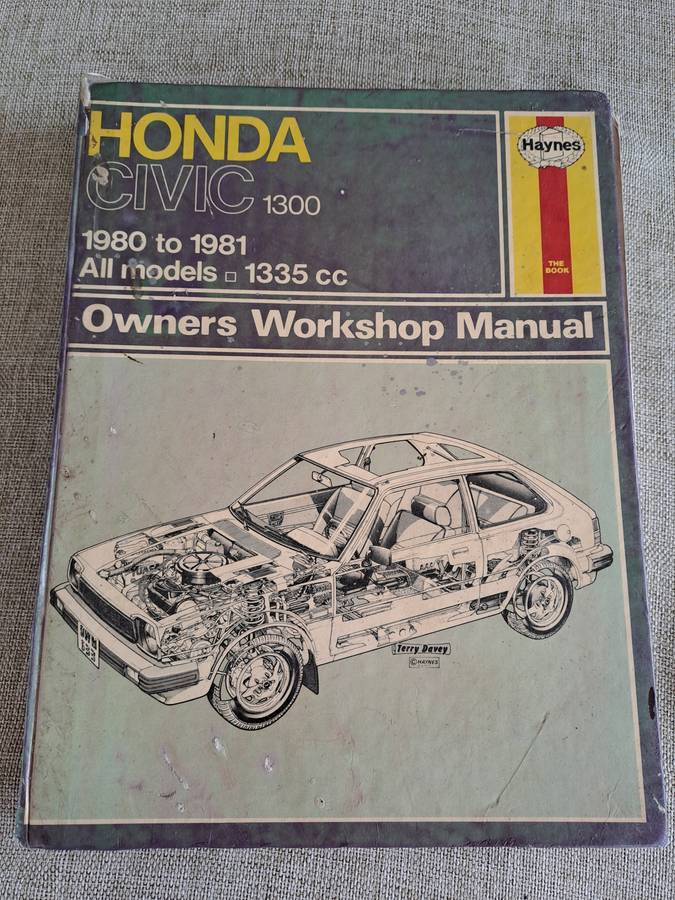 HONDA
CIVIC 1300
1980 to 1981
All models □ 1335 cc
Haynes
®
THE
BOOK
Owners Workshop Manual
Terry Davey
© HAYNES